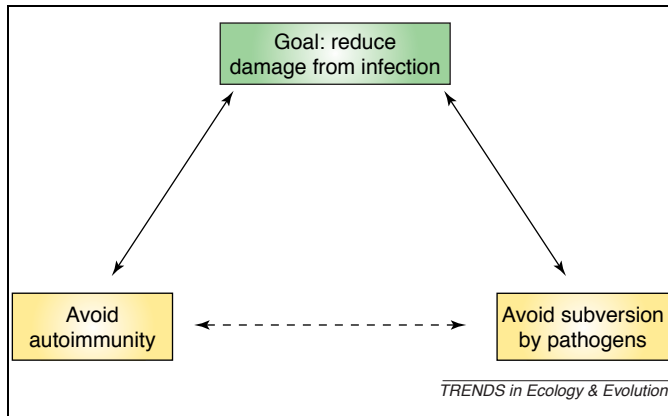 Goal: reduce
damage from infection
Avoid
autoimmunity
Avoid subversion
by pathogens
TRENDS in Ecology & Evolution